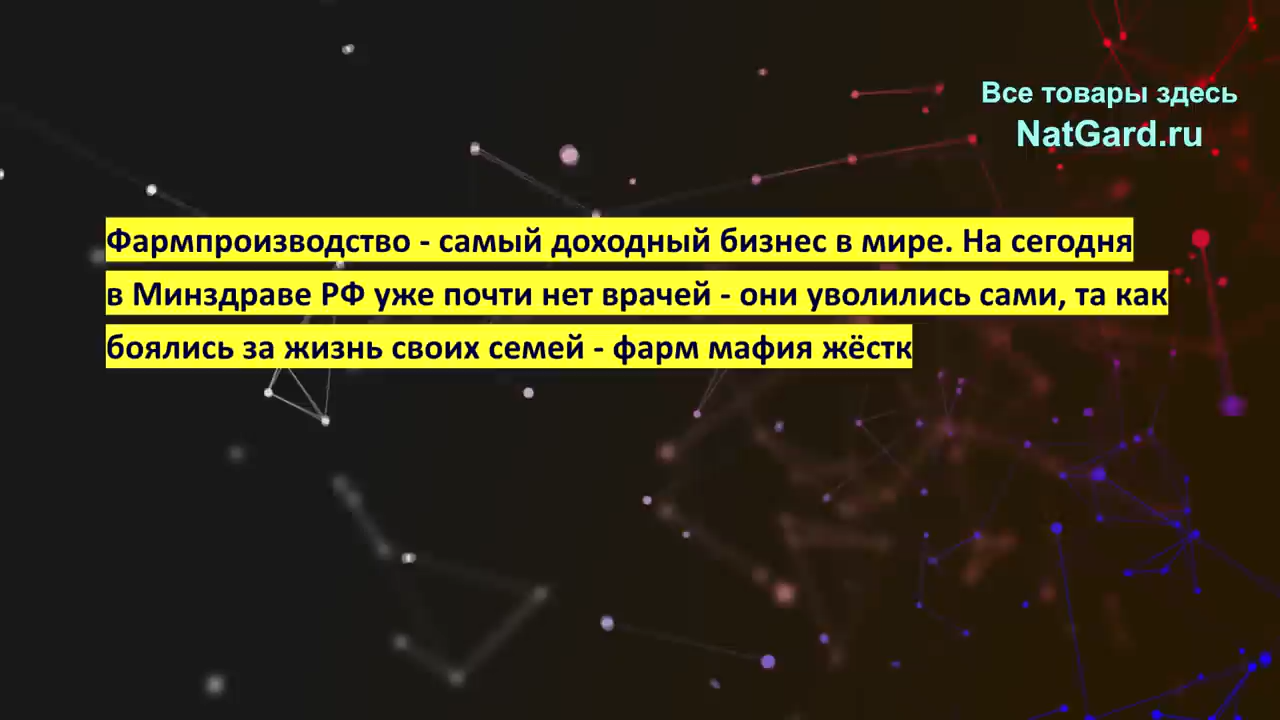 Все товары здесь
NatGard.ru
Фармпроизводство - самый доходный бизнес в мире. На сегодня
в Минздраве РФ уже почти нет врачей - они уволились сами, та как
боялись за жизнь своих семей - фарм мафия жёстк